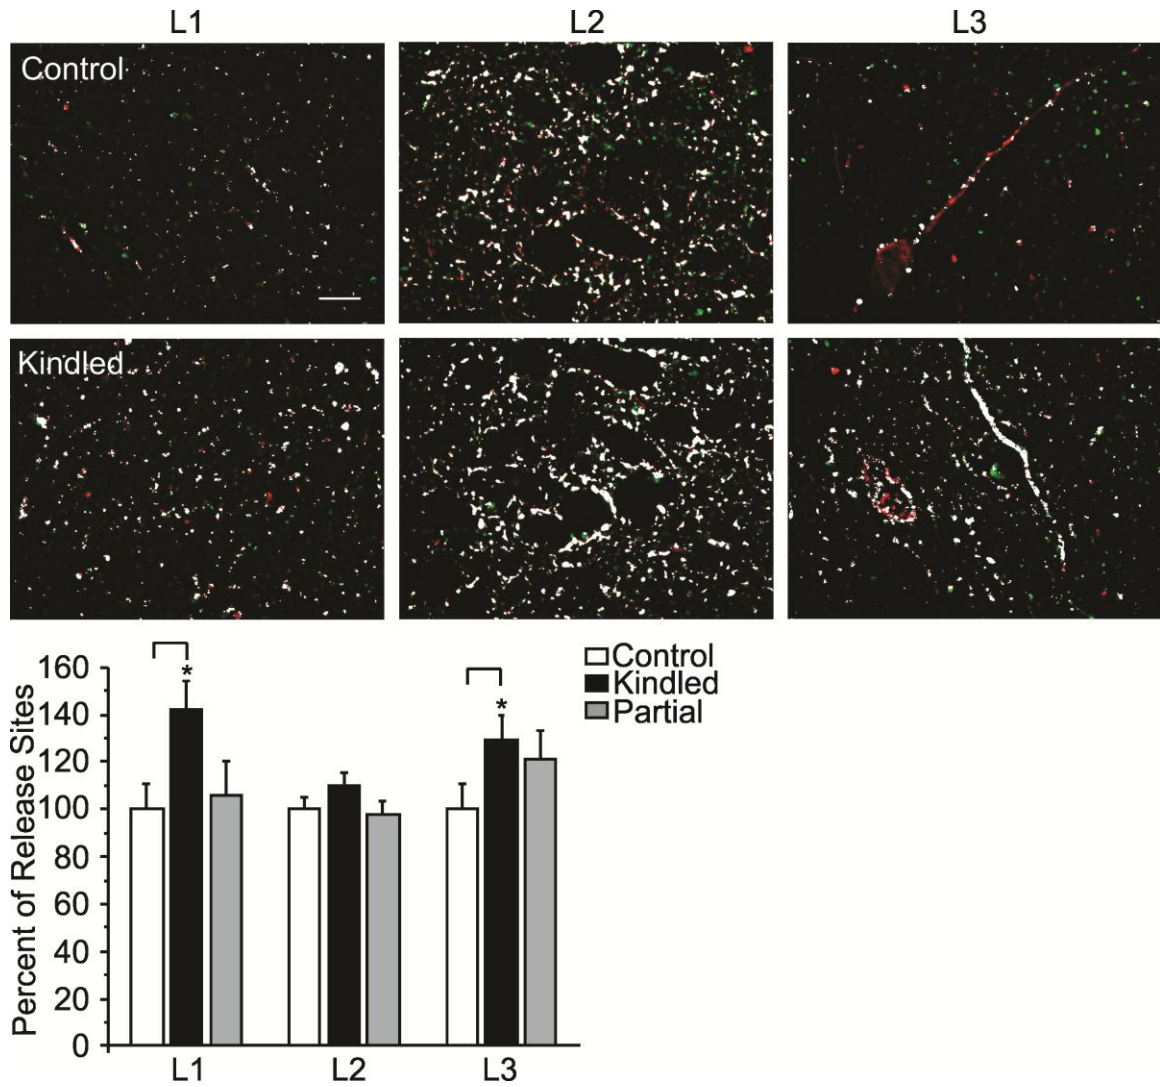 L1 L2 L3
Control
Kindled
Percent of Release Sites
160
140
120
100
80
60
40
20
0
* *
Control
Kindled
Partial
L1 L2 L3